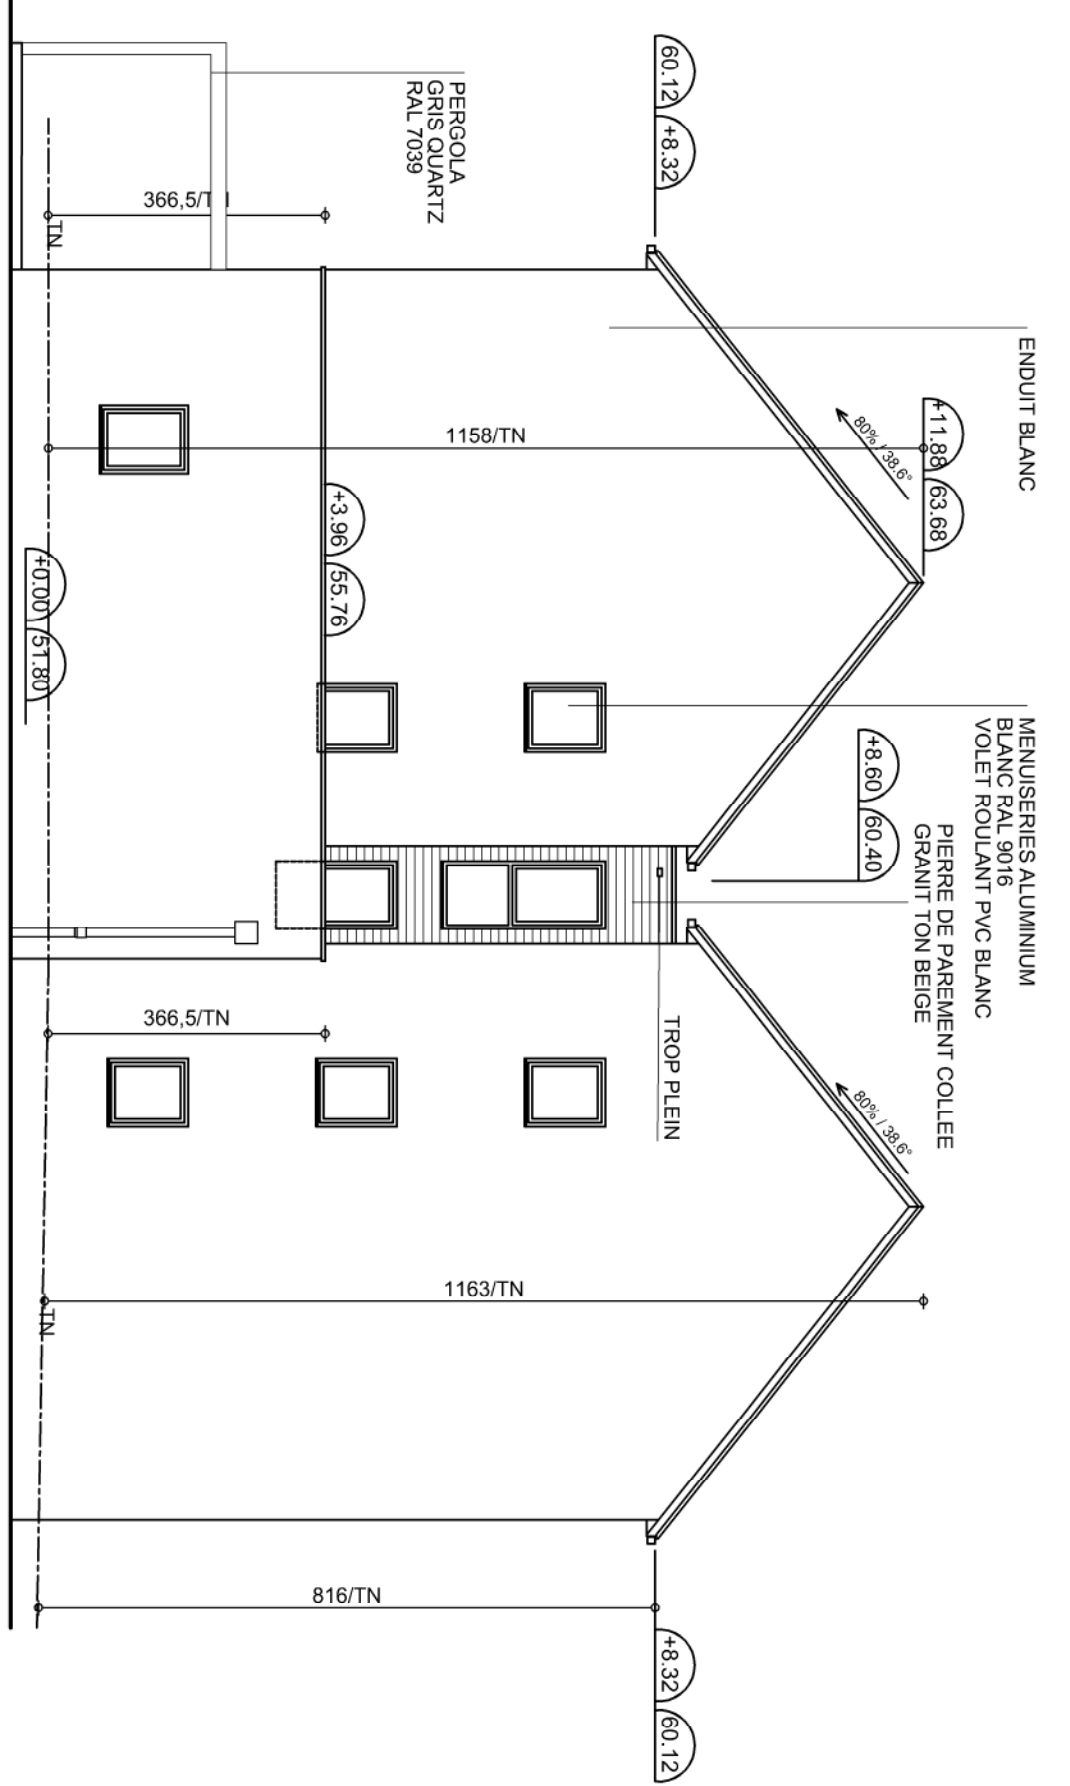 60.12
+8.32
PERGOLA
GRIS QUARTZ
RAL 7039
366,5/TN
TN
ENDUIT BLANC
80% / 38.6°
+11.88
63.68
1158/TN
+3.96
55.76
+0.00
51.80
MENUISERIES ALUMINIUM
BLANC RAL 9016
VOLET ROULANT PVC BLANC
+8.60
60.40
PIERRE DE PAREMENT COLLEE
GRANIT TON BEIGE
TROP PLEIN
366,5/TN
80% / 38.6°
1163/TN
TN
816/TN
+8.32
60.12